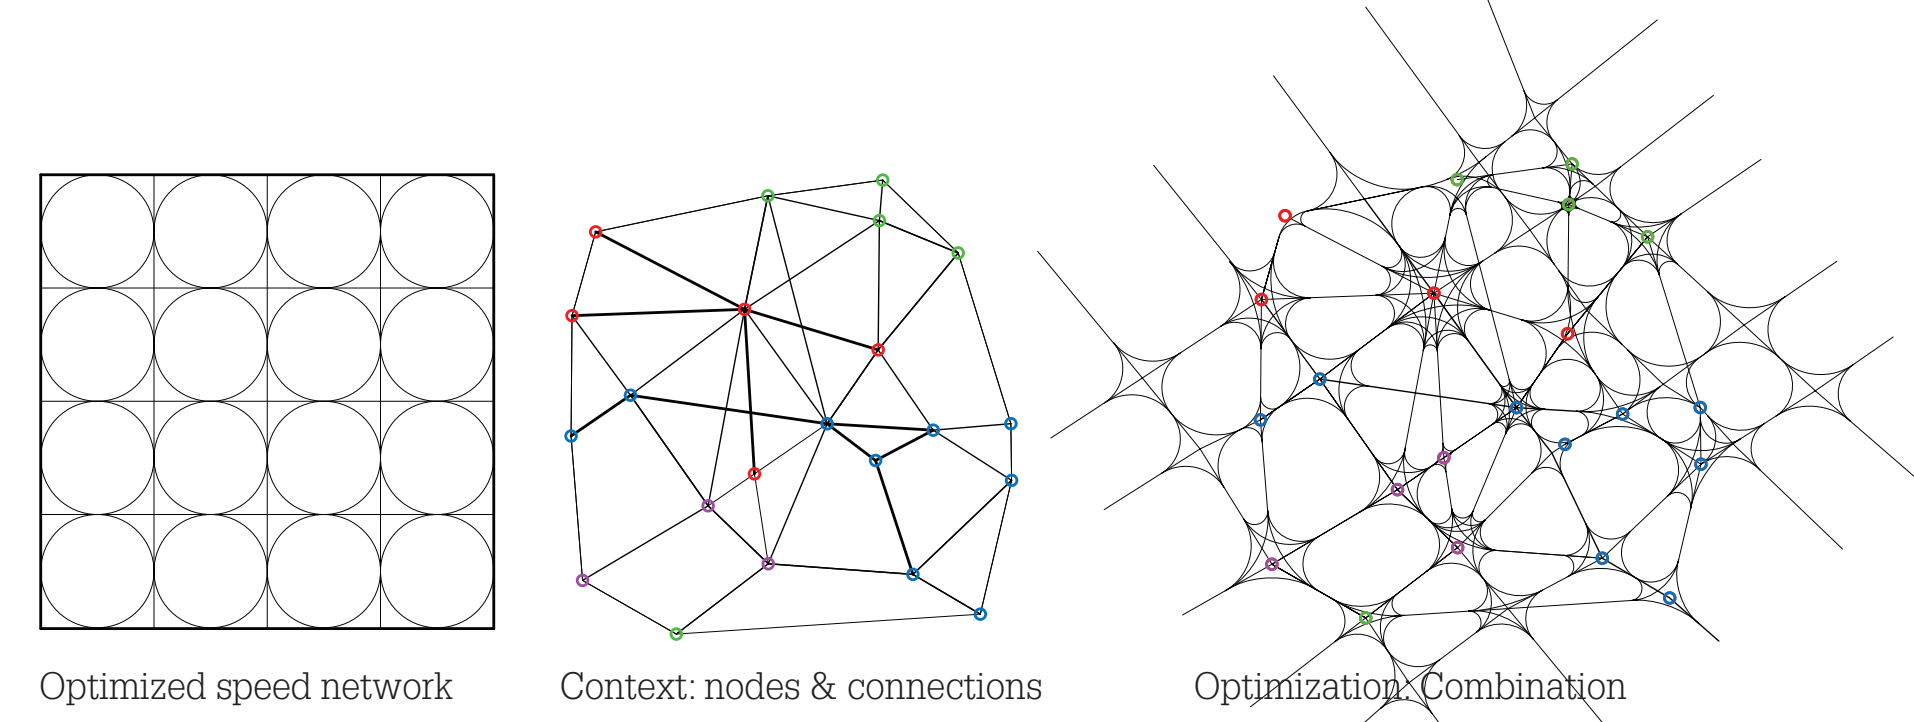 Optimized speed network
Context: nodes & connections
Optimization: Combination